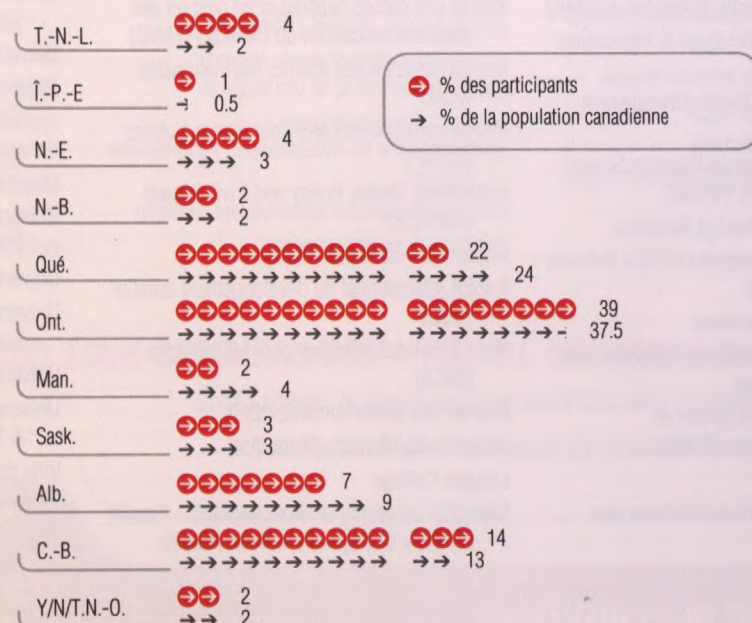 T.-N.-L. 4
2
Î.-P.-E 1
0.5
N.-E. 4
3
N.-B. 2
2
Qué. 22
24
Ont. 39
37.5
Man. 2
4
Sask. 3
3
Alb. 7
9
C.-B. 14
13
Y/N/T.N.-O. 2
2
% des participants
% de la population canadienne